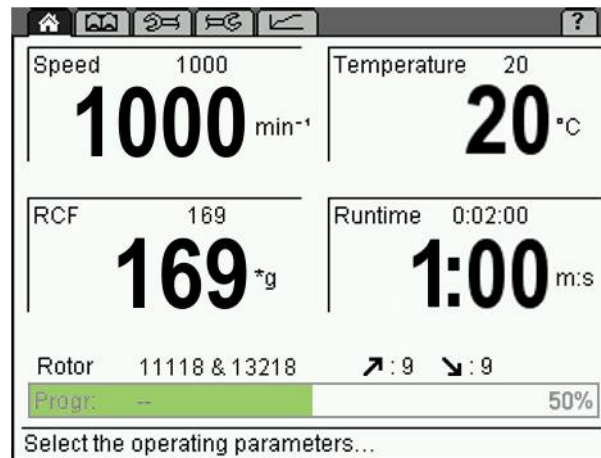 ?
Speed 1000
1000 min⁻¹
Temperature 20
20 °C
RCF 169
169 *g
Runtime 0:02:00
1:00 m:s
Rotor 11118 & 13218 ↗ : 9 ↘ : 9
Progr: -- 50%
Select the operating parameters...